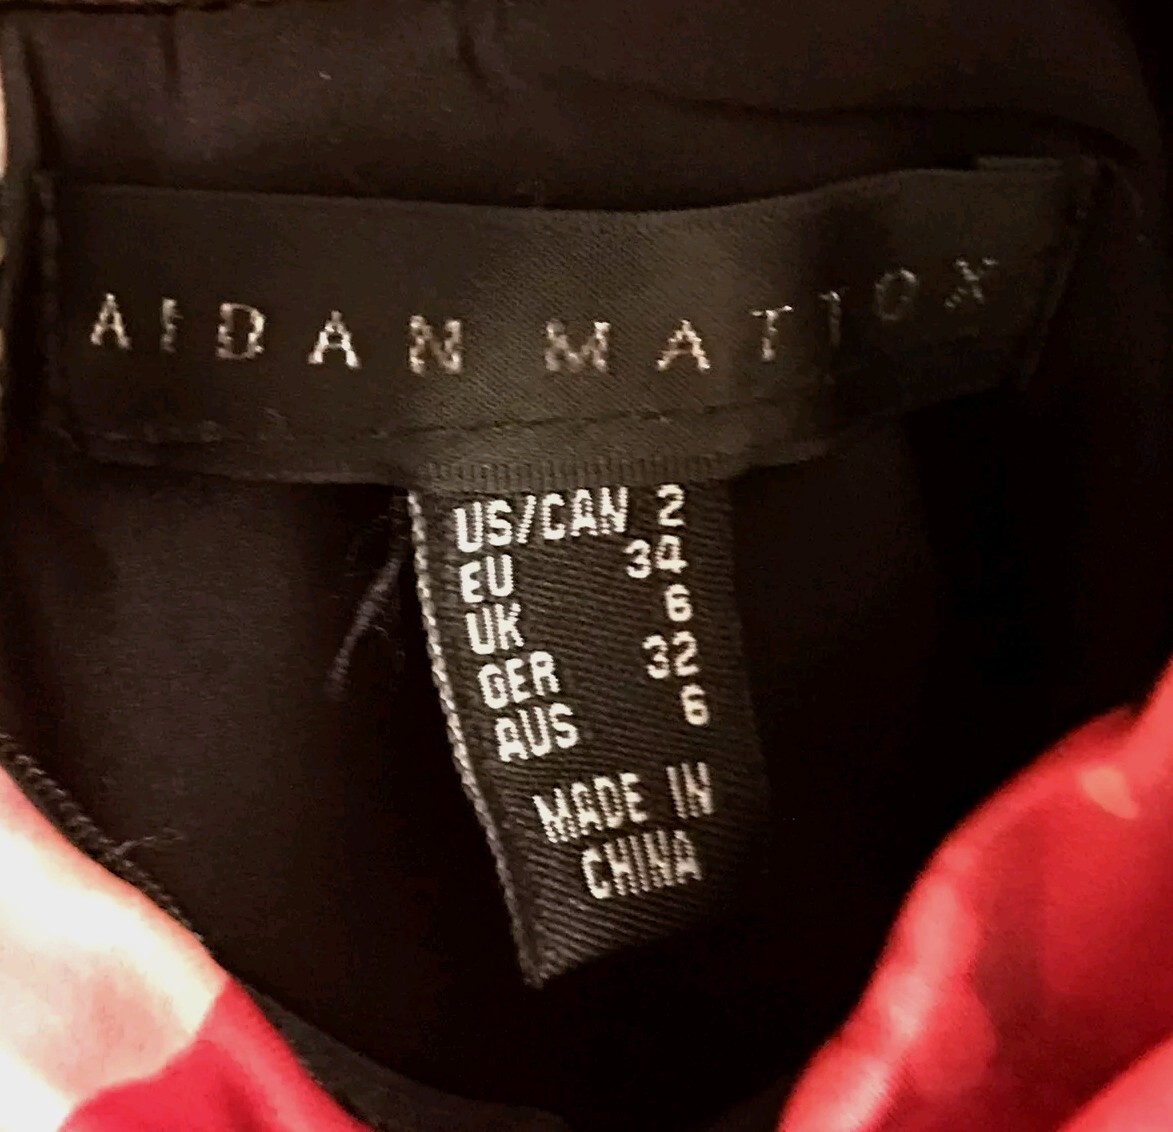 AIDAN MATTOX
US/CAN 2
EU 34
UK 6
GER 32
AUS 6
MADE IN
CHINA